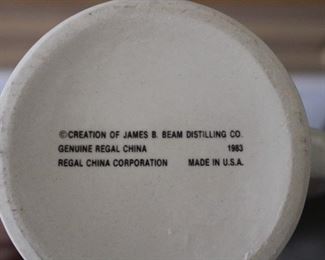 ©CREATION OF JAMES B. BEAM DISTILLING CO.
GENUINE REGAL CHINA 1983
REGAL CHINA CORPORATION MADE IN U.S.A.